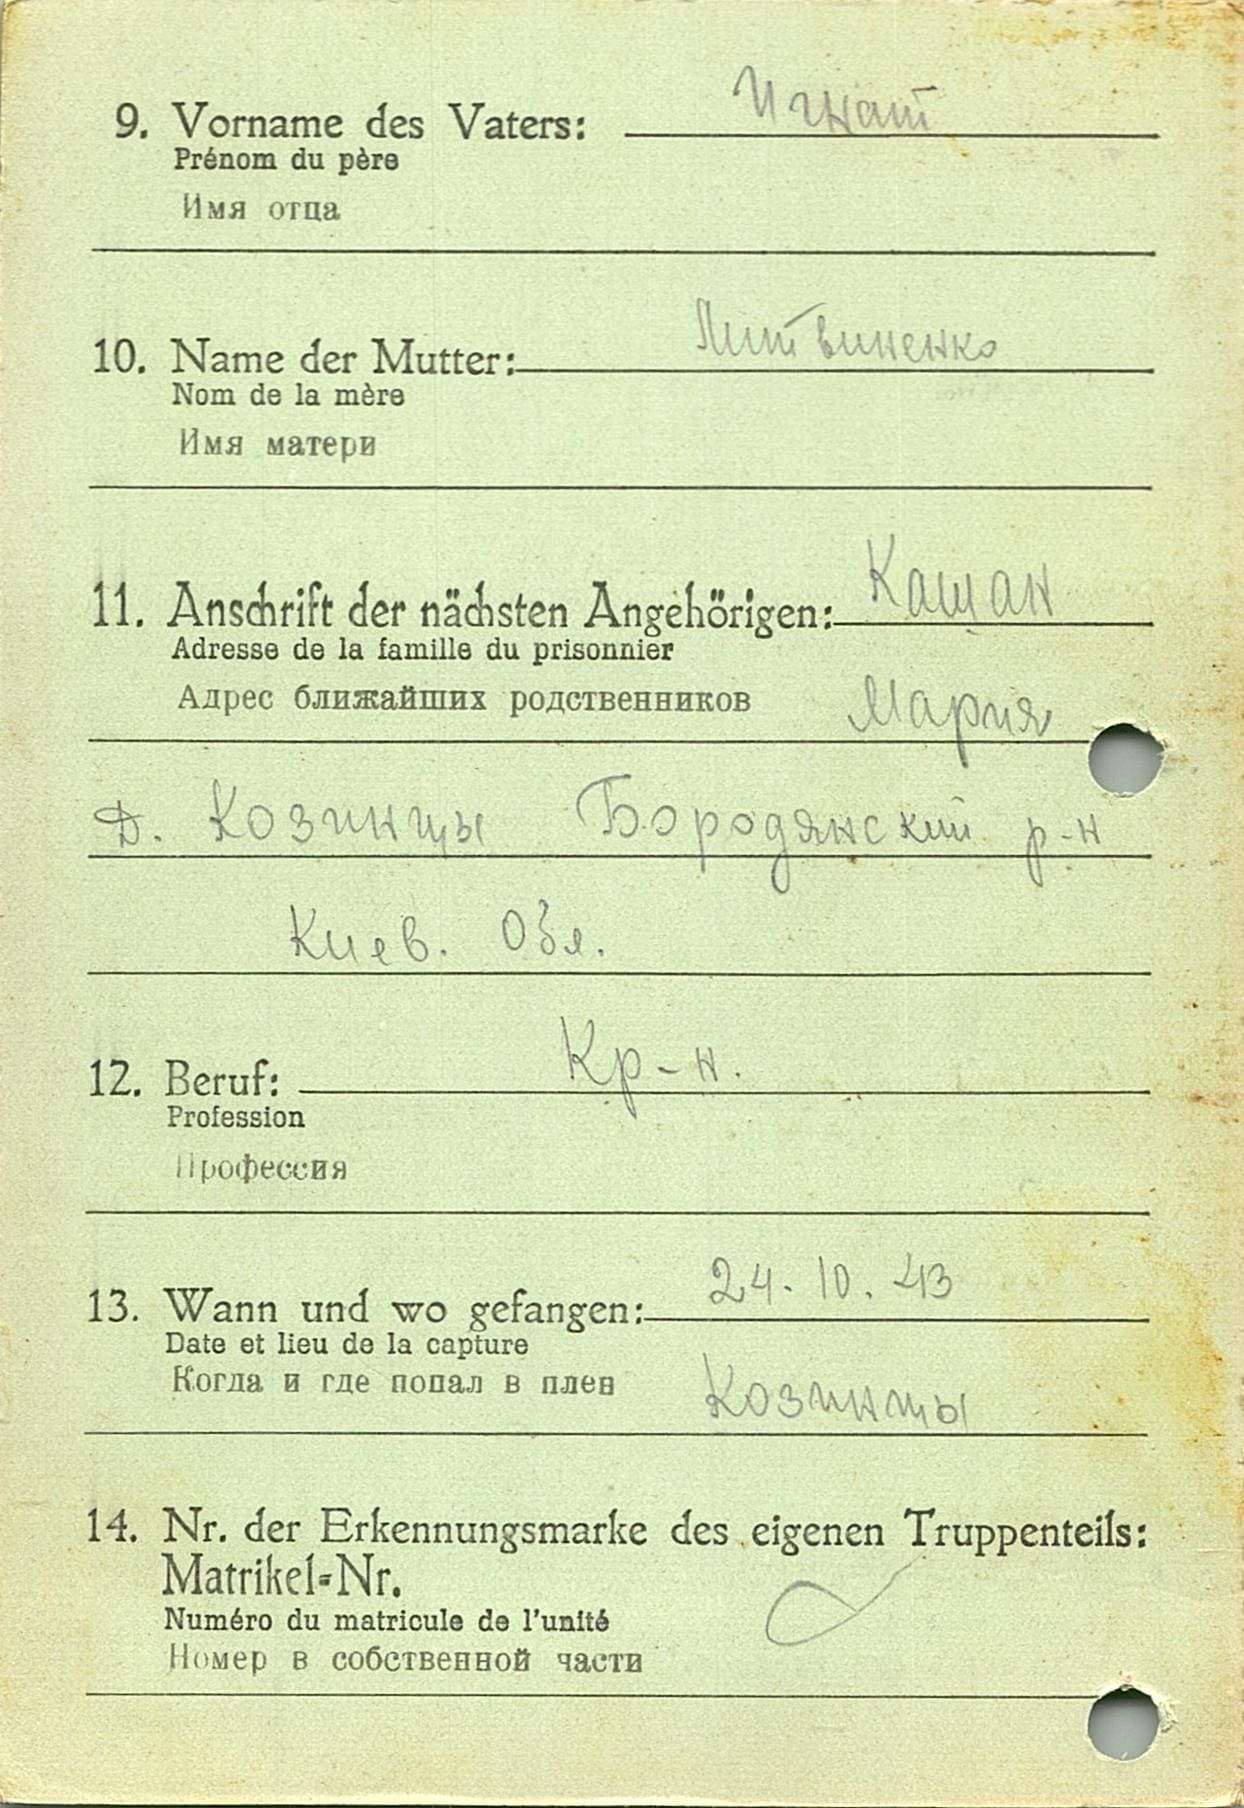 9. Vorname des Vaters: Игнат
Prénom du père
Имя отца
10. Name der Mutter: Литвиненко
Nom de la mère
Имя матери
11. Anschrift der nächsten Angehörigen: Кашан
Adresse de la famille du prisonnier
Адрес ближайших родственников Мария
Д. Козинцы Бородянский р-н
Киев. Обл.
12. Beruf: Кр-н.
Profession
Профессия
13. Wann und wo gefangen: 24. 10. 43
Date et lieu de la capture
Когда и где попал в плен Козинцы
14. Nr. der Erkennungsmarke des eigenen Truppenteils:
Matrikel-Nr.
Numéro du matricule de l'unité
Номер в собственной части